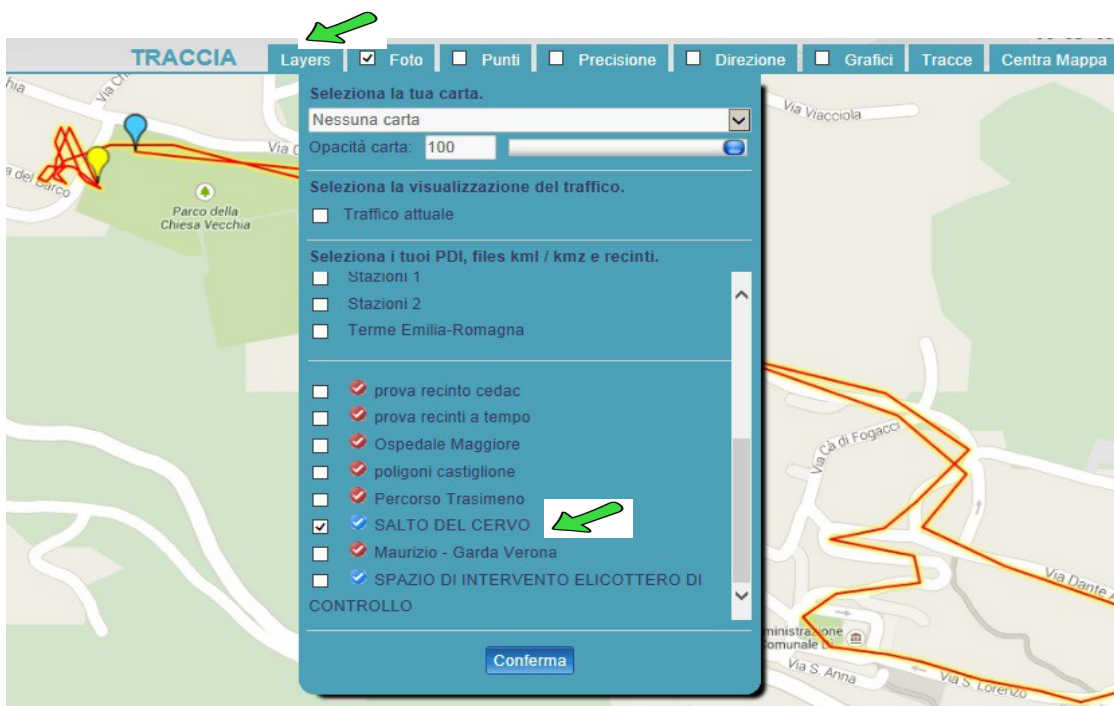 TRACCIA Layers Foto Punti Precisione Direzione Grafici Tracce Centra Mappa
Seleziona la tua carta.
Nessuna carta
Opacità carta: 100
Seleziona la visualizzazione del traffico.
Traffico attuale
Seleziona i tuoi PDI, files kml / kmz e recinti.
Stazioni 1
Stazioni 2
Terme Emilia-Romagna
prova recinto cedac
prova recinti a tempo
Ospedale Maggiore
poligoni castiglione
Percorso Trasimeno
SALTO DEL CERVO
Maurizio - Garda Verona
SPAZIO DI INTERVENTO ELICOTTERO DI
CONTROLLO
Conferma
Parco della
Chiesa Vecchia
Via Viacciola
Via Cà di Fogacci
Via Dante
Comunale Di
Via S. Anna
Via S. Lorenzo